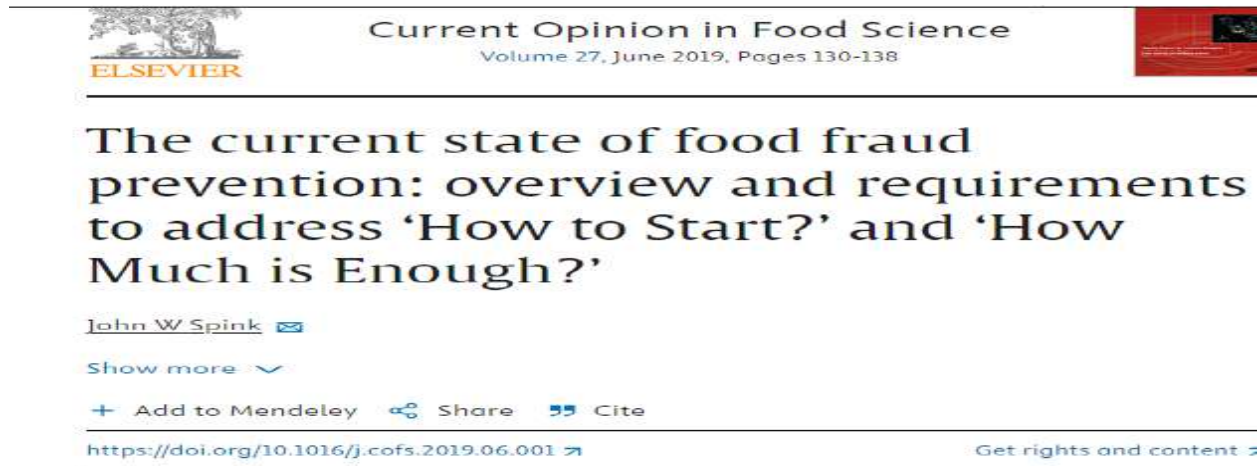 Current Opinion in Food Science
Volume 27, June 2019, Pages 130-138
ELSEVIER
The current state of food fraud
prevention: overview and requirements
to address ‘How to Start?’ and ‘How
Much is Enough?’
John W Spink
Show more
+ Add to Mendeley Share Cite
https://doi.org/10.1016/j.cofs.2019.06.001 Get rights and content